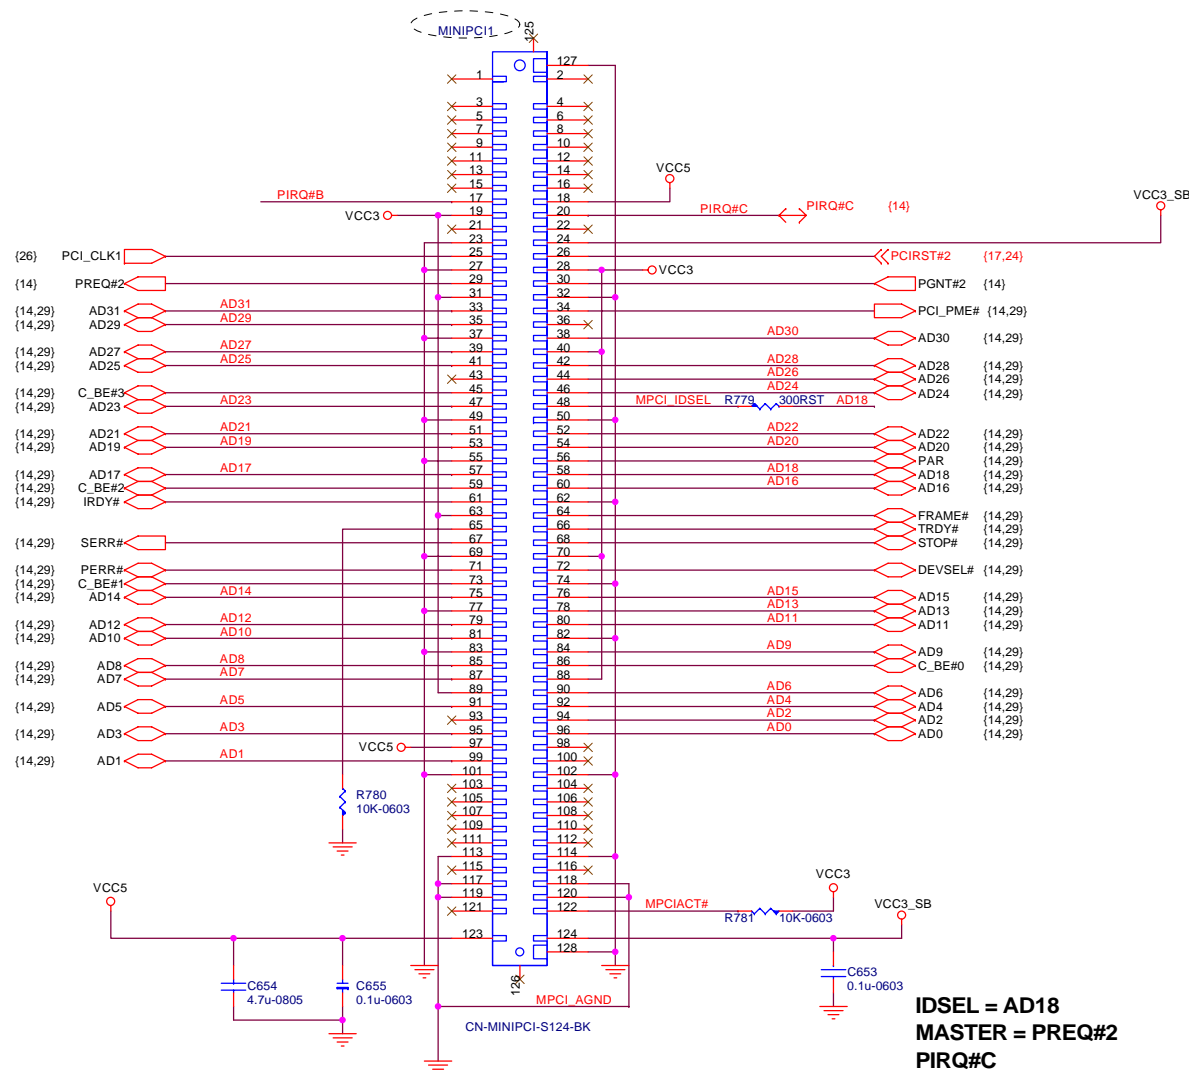 MINIPCI1
125
127
1 2
3 4
5 6
7 8
9 10
11 12
13 14
15 16
VCC5
PIRQ#B 17 18
VCC3_SB
VCC3 19 20 PIRQ#C PIRQ#C {14}
21 22
23 24
{26} PCI_CLK1 25 26 PCIRST#2 {17,24}
27 28 VCC3
{14} PREQ#2 29 30 PGNT#2 {14}
31 32
{14,29} AD31 AD31 33 34 PCI_PME# {14,29}
{14,29} AD29 AD29 35 36
37 38 AD30 AD30 {14,29}
{14,29} AD27 AD27 39 40
{14,29} AD25 AD25 41 42 AD28 AD28 {14,29}
43 44 AD26 AD26 {14,29}
{14,29} C_BE#3 45 46 AD24 AD24 {14,29}
{14,29} AD23 AD23 47 48 MPCI_IDSEL R779 300RST AD18
49 50
{14,29} AD21 AD21 51 52 AD22 AD22 {14,29}
{14,29} AD19 AD19 53 54 AD20 AD20 {14,29}
55 56 PAR {14,29}
{14,29} AD17 AD17 57 58 AD18 AD18 {14,29}
{14,29} C_BE#2 59 60 AD16 AD16 {14,29}
{14,29} IRDY# 61 62
63 64 FRAME# {14,29}
65 66 TRDY# {14,29}
{14,29} SERR# 67 68 STOP# {14,29}
69 70
{14,29} PERR# 71 72 DEVSEL# {14,29}
{14,29} C_BE#1 73 74
{14,29} AD14 AD14 75 76 AD15 AD15 {14,29}
77 78 AD13 AD13 {14,29}
{14,29} AD12 AD12 79 80 AD11 AD11 {14,29}
{14,29} AD10 AD10 81 82
83 84 AD9 AD9 {14,29}
{14,29} AD8 AD8 85 86 C_BE#0 {14,29}
{14,29} AD7 AD7 87 88
89 90 AD6 AD6 {14,29}
{14,29} AD5 AD5 91 92 AD4 AD4 {14,29}
93 94 AD2 AD2 {14,29}
{14,29} AD3 AD3 95 96 AD0 AD0 {14,29}
VCC5 97 98
{14,29} AD1 AD1 99 100
101 102
103 104
R780
10K-0603
105 106
107 108
109 110
111 112
113 114
115 116
117 118
119 120
VCC5
VCC3
121 122 MPCIACT# R781 10K-0603
VCC3_SB
123 124
128
126
C654
4.7u-0805
C655
0.1u-0603
C653
0.1u-0603
MPCI_AGND
CN-MINIPCI-S124-BK
IDSEL = AD18
MASTER = PREQ#2
PIRQ#C